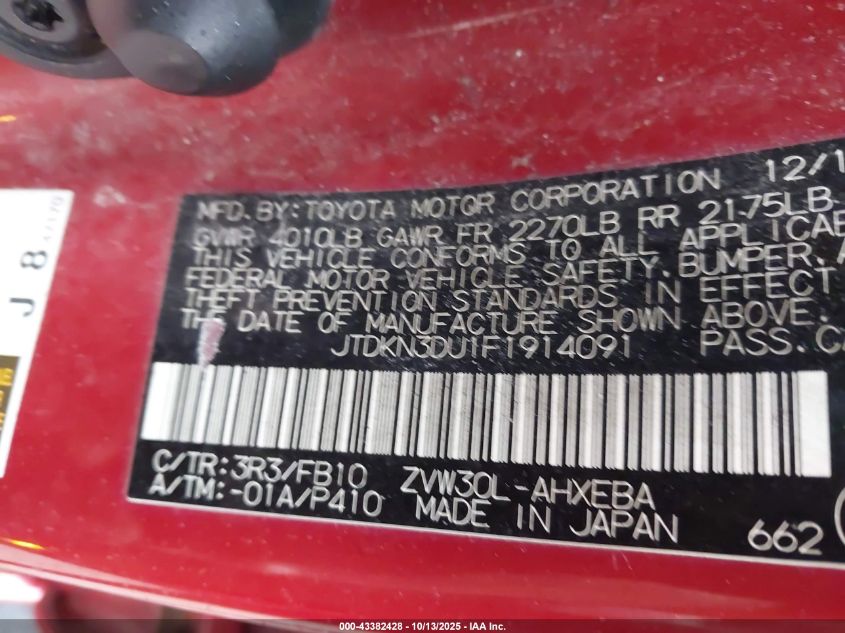 MFD. BY: TOYOTA MOTOR CORPORATION 12/1
GVWR 4010LB GAWR FR 2270LB RR 2175LB
THIS VEHICLE CONFORMS TO ALL APPLICAB
FEDERAL MOTOR VEHICLE SAFETY, BUMPER, A
THEFT PREVENTION STANDARDS IN EFFECT
THE DATE OF MANUFACTURE SHOWN ABOVE.
JTDKN3DU1F1914091 PASS. CA
C/TR: 3R3/FB10 ZVW30L-AHXEBA
A/TM: -01A/P410 MADE IN JAPAN 662
J 8
000-43382428 - 10/13/2025 - IAA Inc.